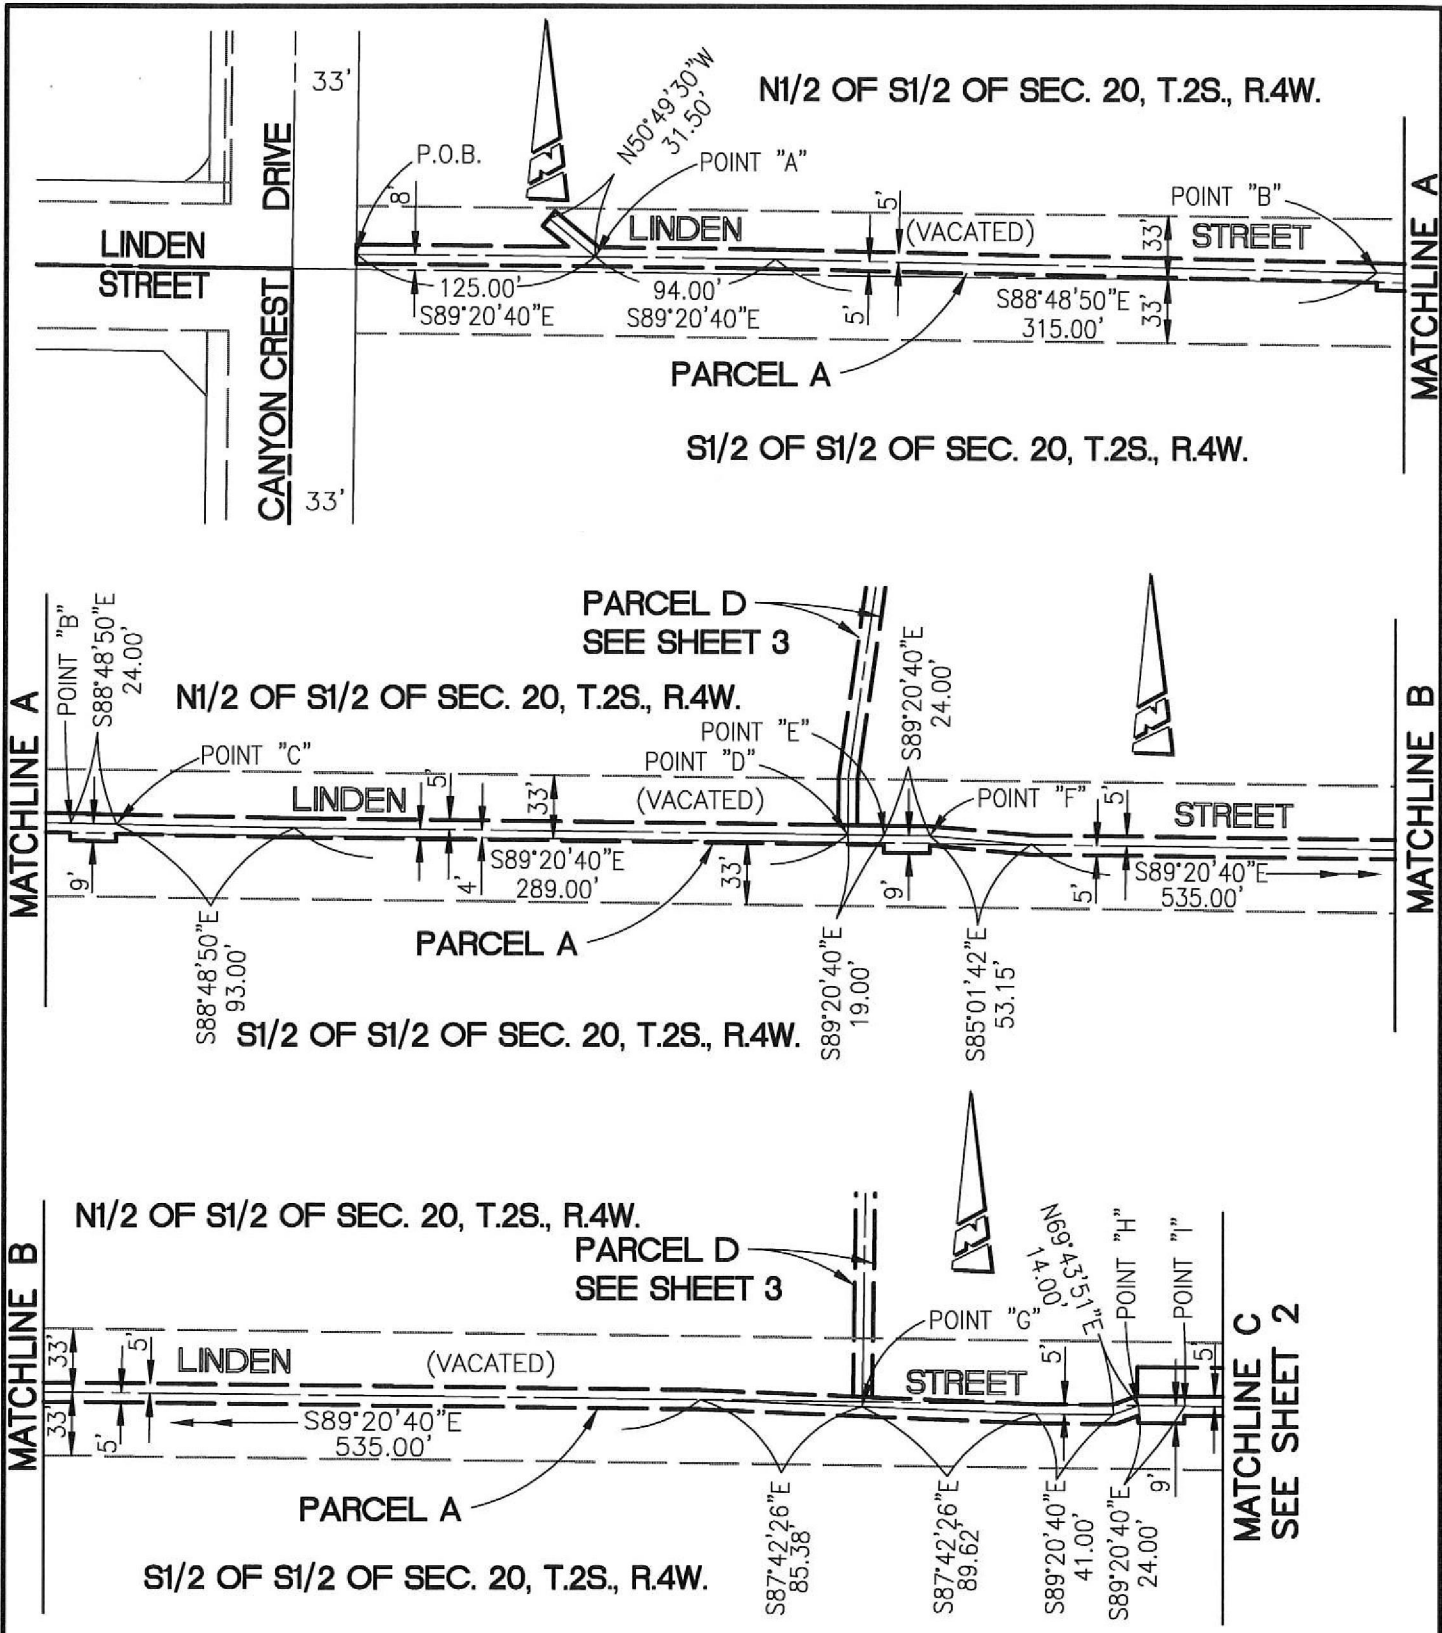 33'
N50°49'30"W
31.50'
N1/2 OF S1/2 OF SEC. 20, T.2S., R.4W.
P.O.B.
POINT "A"
DRIVE
8'
N
5'
POINT "B"
MATCHLINE A
LINDEN
STREET
LINDEN
(VACATED)
33'
STREET
125.00'
S89°20'40"E
94.00'
S89°20'40"E
5'
S88°48'50"E
315.00'
33'
CANYON CREST
PARCEL A
S1/2 OF S1/2 OF SEC. 20, T.2S., R.4W.
33'
MATCHLINE A
POINT "B"
S88°48'50"E
24.00'
PARCEL D
SEE SHEET 3
N1/2 OF S1/2 OF SEC. 20, T.2S., R.4W.
S89°20'40"E
24.00'
N
MATCHLINE B
POINT "C"
POINT "E"
POINT "D"
POINT "F"
LINDEN
5'
33'
(VACATED)
5'
STREET
9'
4'
S89°20'40"E
289.00'
33'
9'
5'
S89°20'40"E
535.00'
S88°48'50"E
93.00'
PARCEL A
S89°20'40"E
19.00'
S85°01'42"E
53.15'
S1/2 OF S1/2 OF SEC. 20, T.2S., R.4W.
MATCHLINE B
N1/2 OF S1/2 OF SEC. 20, T.2S., R.4W.
PARCEL D
SEE SHEET 3
N
N69°43'51"E
14.00'
POINT "H"
POINT "I"
POINT "G"
MATCHLINE C
SEE SHEET 2
33'
5'
LINDEN
(VACATED)
STREET
5'
5'
33'
5'
S89°20'40"E
535.00'
9'
PARCEL A
S87°42'26"E
85.38'
S87°42'26"E
89.62'
S89°20'40"E
41.00'
S89°20'40"E
24.00'
S1/2 OF S1/2 OF SEC. 20, T.2S., R.4W.